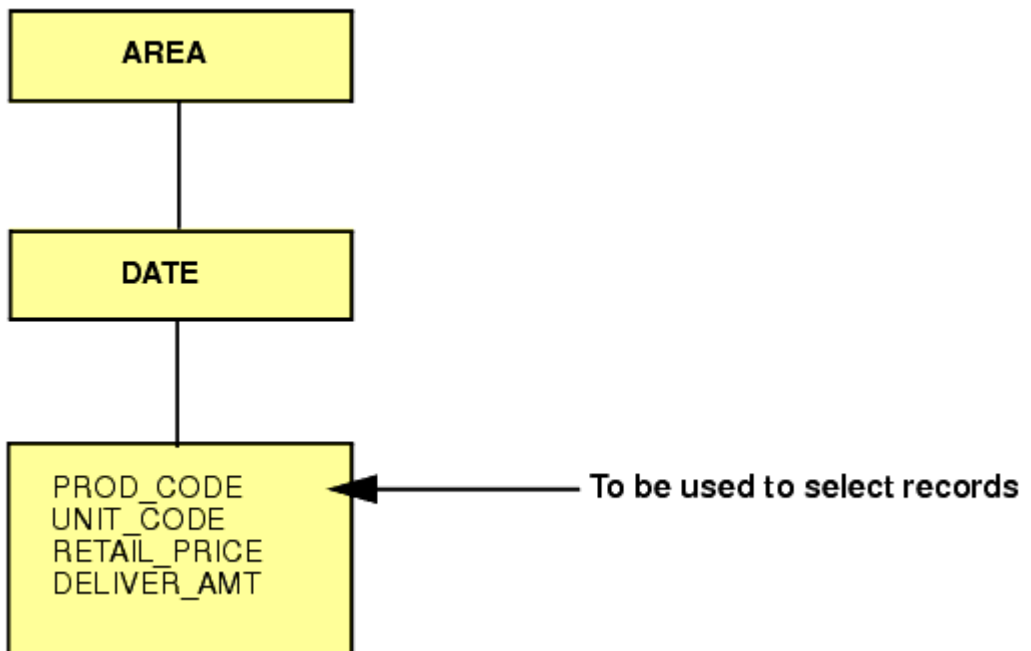 AREA
DATE
PROD_CODE
To be used to select records
UNIT_CODE
RETAIL_PRICE
DELIVER_AMT